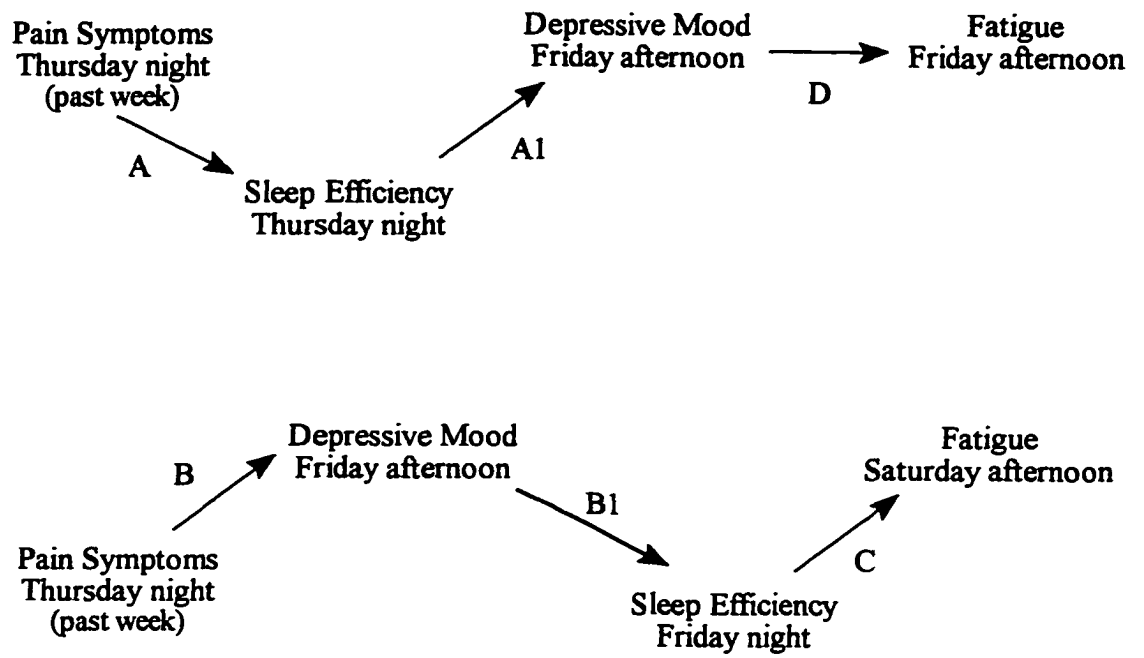 Pain Symptoms
Thursday night
(past week)
A
Sleep Efficiency
Thursday night
A1
Depressive Mood
Friday afternoon
D
Fatigue
Friday afternoon
Pain Symptoms
Thursday night
(past week)
B
Depressive Mood
Friday afternoon
B1
Sleep Efficiency
Friday night
C
Fatigue
Saturday afternoon